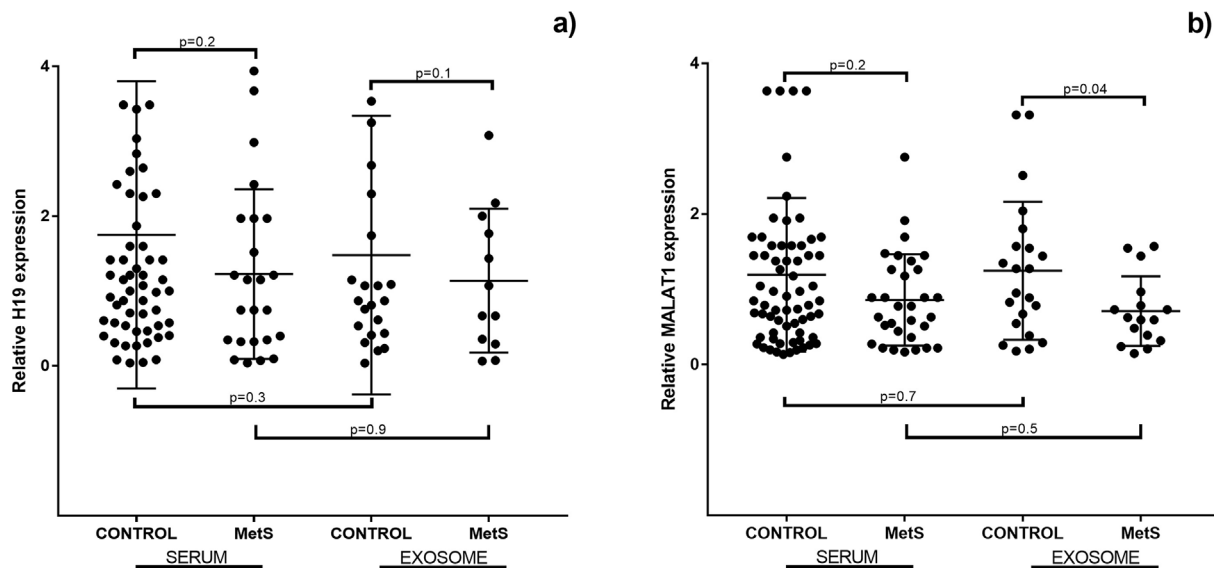 a)
p=0.2
p=0.1
4
2
0
Relative H19 expression
p=0.3
p=0.9
CONTROL MetS CONTROL MetS
SERUM EXOSOME
b)
p=0.2
p=0.04
4
2
0
Relative MALAT1 expression
p=0.7
p=0.5
CONTROL MetS CONTROL MetS
SERUM EXOSOME